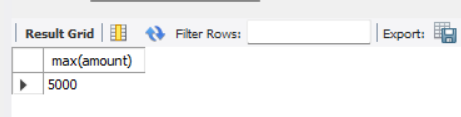 Result Grid Filter Rows: Export:
max(amount)
5000